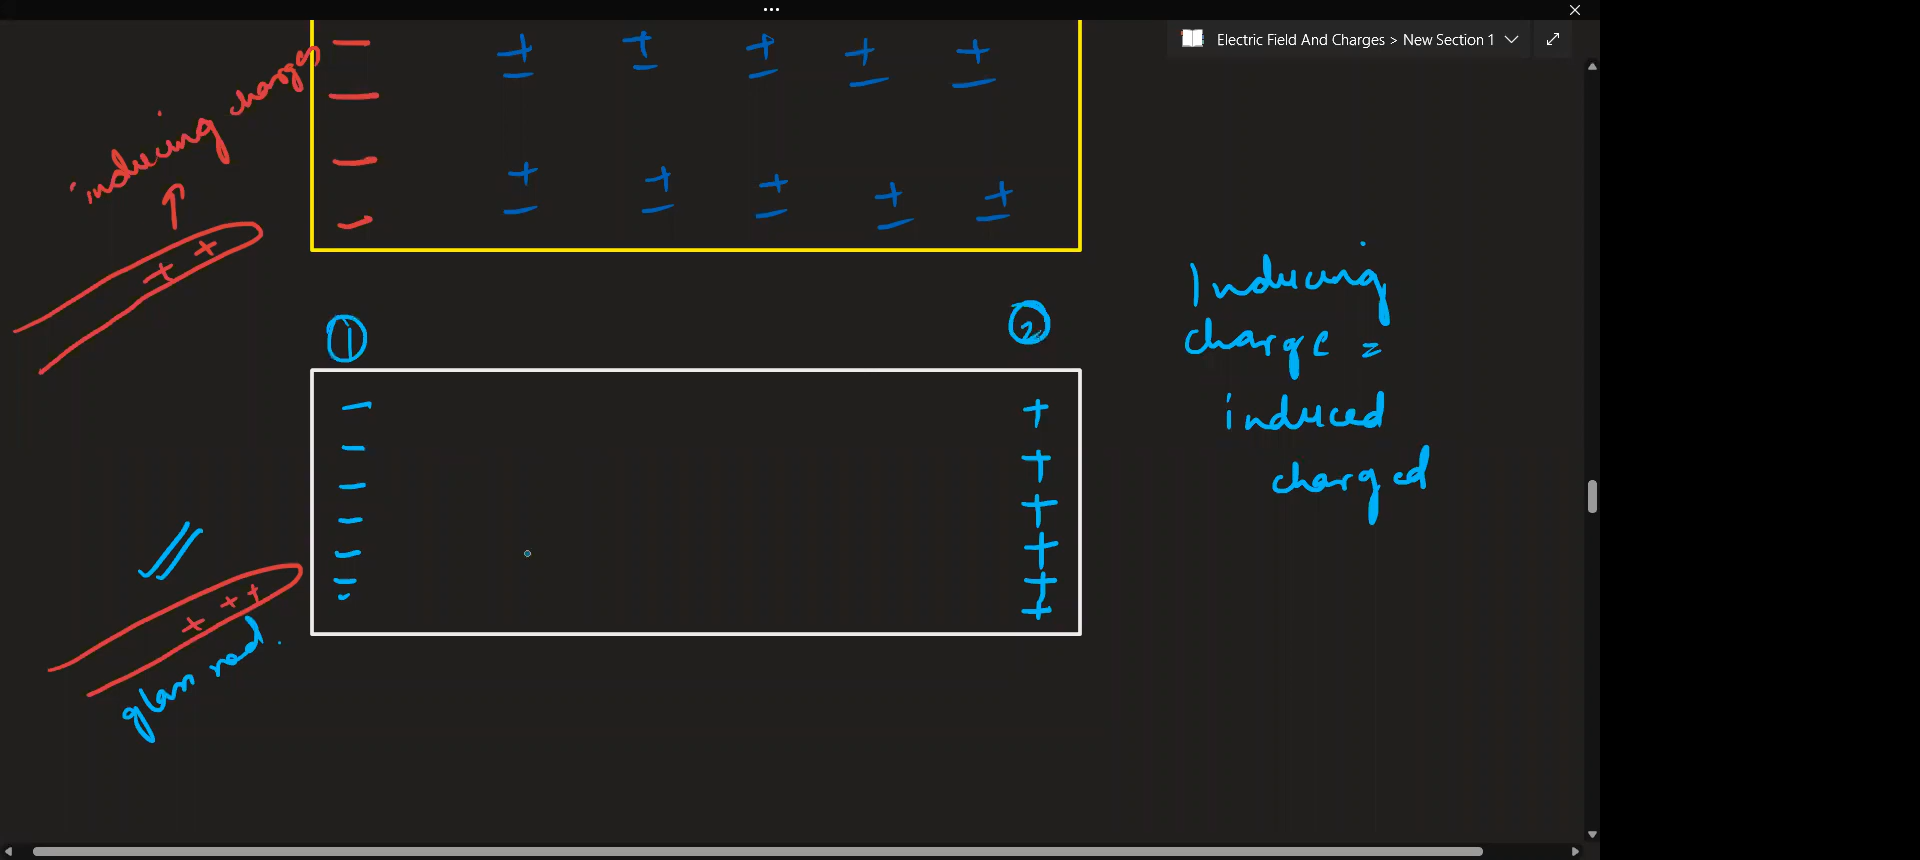 Electric Field And Charges > New Section 1
inducing charges
+ + + + +
+ + + + +
+ +
1
2
Inducing
charge =
induced
charged
+ + +
glass rod.